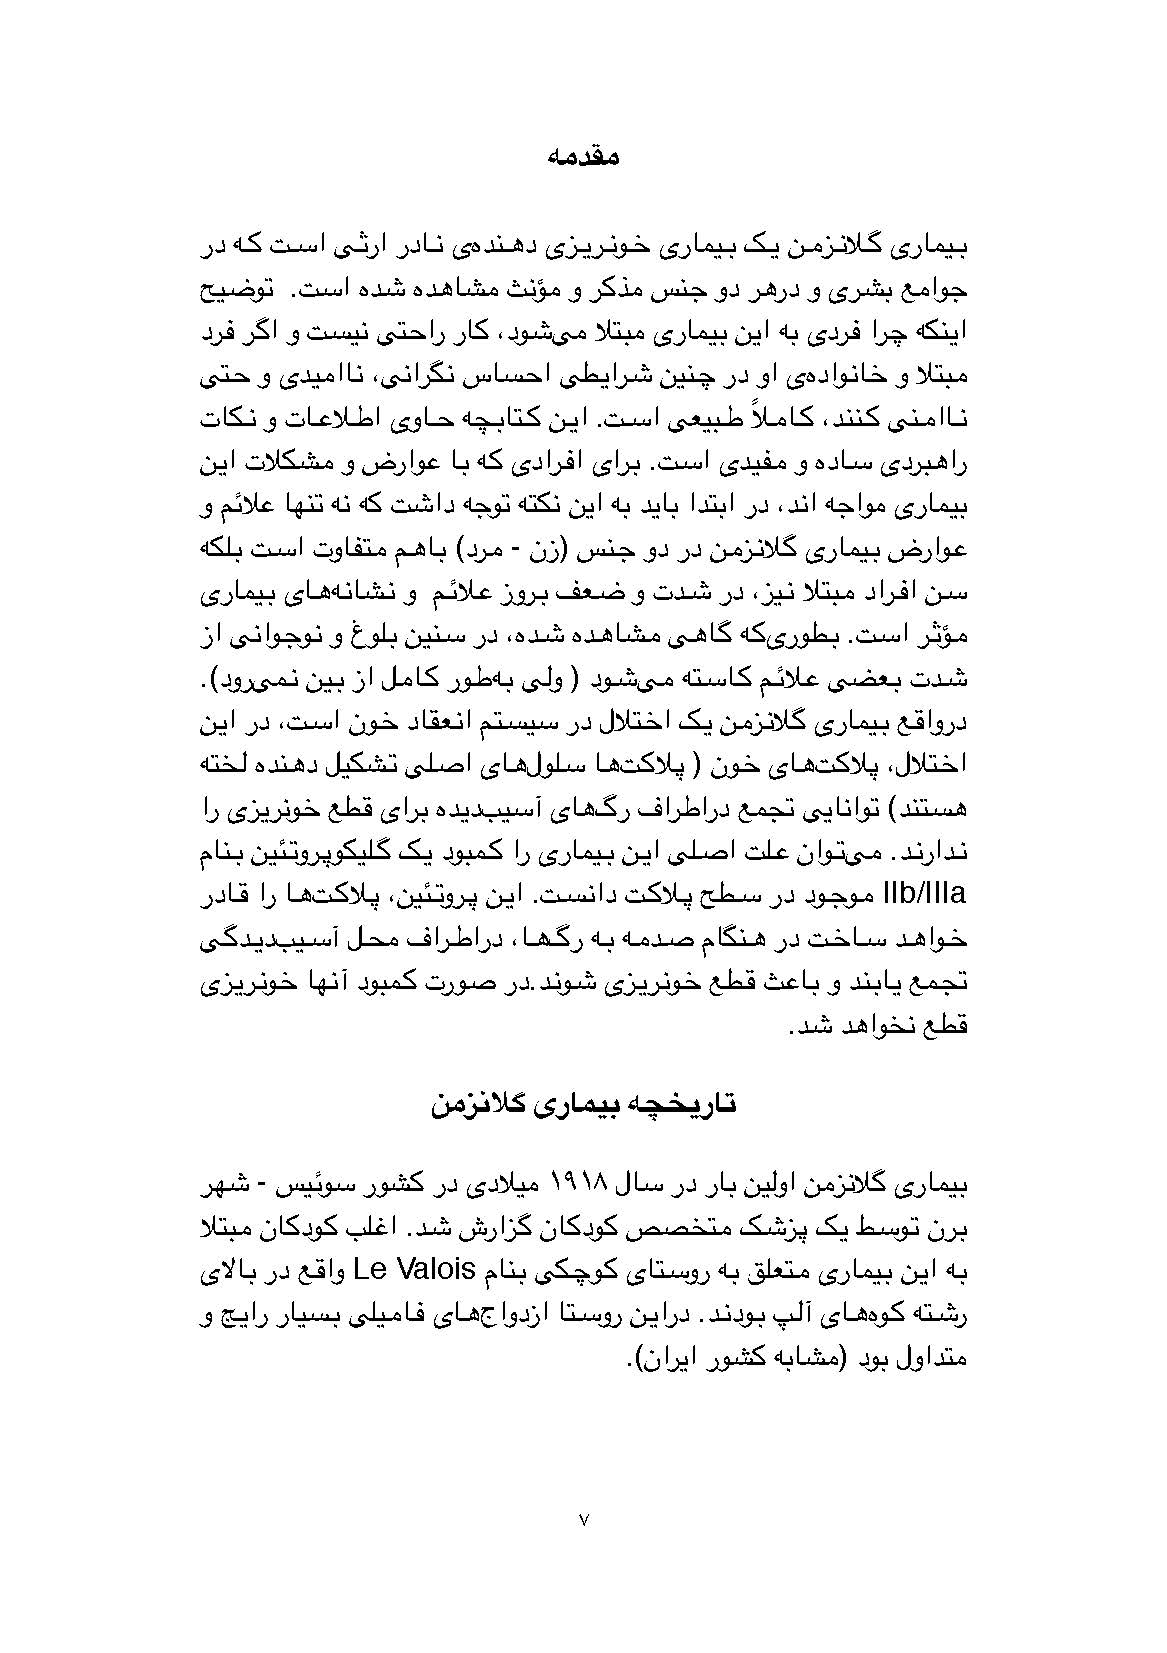 مقدمه
بیماری گلانزمن یک بیماری خونریزی دهنده‌ی نادر ارثی است که در
جوامع بشری و درهر دو جنس مذکر و مؤنث مشاهده شده است. توضیح
اینکه چرا فردی به این بیماری مبتلا می‌شود، کار راحتی نیست و اگر فرد
مبتلا و خانواده‌ی او در چنین شرایطی احساس نگرانی، ناامیدی و حتی
ناامنی کنند، کاملاً طبیعی است. این کتابچه حاوی اطلاعات و نکات
راهبردی ساده و مفیدی است. برای افرادی که با عوارض و مشکلات این
بیماری مواجه اند، در ابتدا باید به این نکته توجه داشت که نه تنها علائم و
عوارض بیماری گلانزمن در دو جنس (زن - مرد) باهم متفاوت است بلکه
سن افراد مبتلا نیز، در شدت و ضعف بروز علائم  و نشانه‌های بیماری
مؤثر است. بطوری‌که گاهی مشاهده شده، در سنین بلوغ و نوجوانی از
شدت بعضی علائم کاسته می‌شود ( ولی به‌طور کامل از بین نمی‌رود).
درواقع بیماری گلانزمن یک اختلال در سیستم انعقاد خون است، در این
اختلال، پلاکت‌های خون ( پلاکت‌ها سلول‌های اصلی تشکیل دهنده لخته
هستند) توانایی تجمع دراطراف رگ‌های آسیب‌دیده برای قطع خونریزی را
ندارند. می‌توان علت اصلی این بیماری را کمبود یک گلیکوپروتئین بنام
IIb/IIIa موجود در سطح پلاکت دانست. این پروتئین، پلاکت‌ها را قادر
خواهد ساخت در هنگام صدمه به رگ‌ها، دراطراف محل آسیب‌دیدگی
تجمع یابند و باعث قطع خونریزی شوند.در صورت کمبود آنها خونریزی
قطع نخواهد شد.
تاریخچه بیماری گلانزمن
بیماری گلانزمن اولین بار در سال ۱۹۱۸ میلادی در کشور سوئیس - شهر
برن توسط یک پزشک متخصص کودکان گزارش شد. اغلب کودکان مبتلا
به این بیماری متعلق به روستای کوچکی بنام Le Valois واقع در بالای
رشته کوه‌های آلپ بودند. دراین روستا ازدواج‌های فامیلی بسیار رایج و
متداول بود (مشابه کشور ایران).
۷